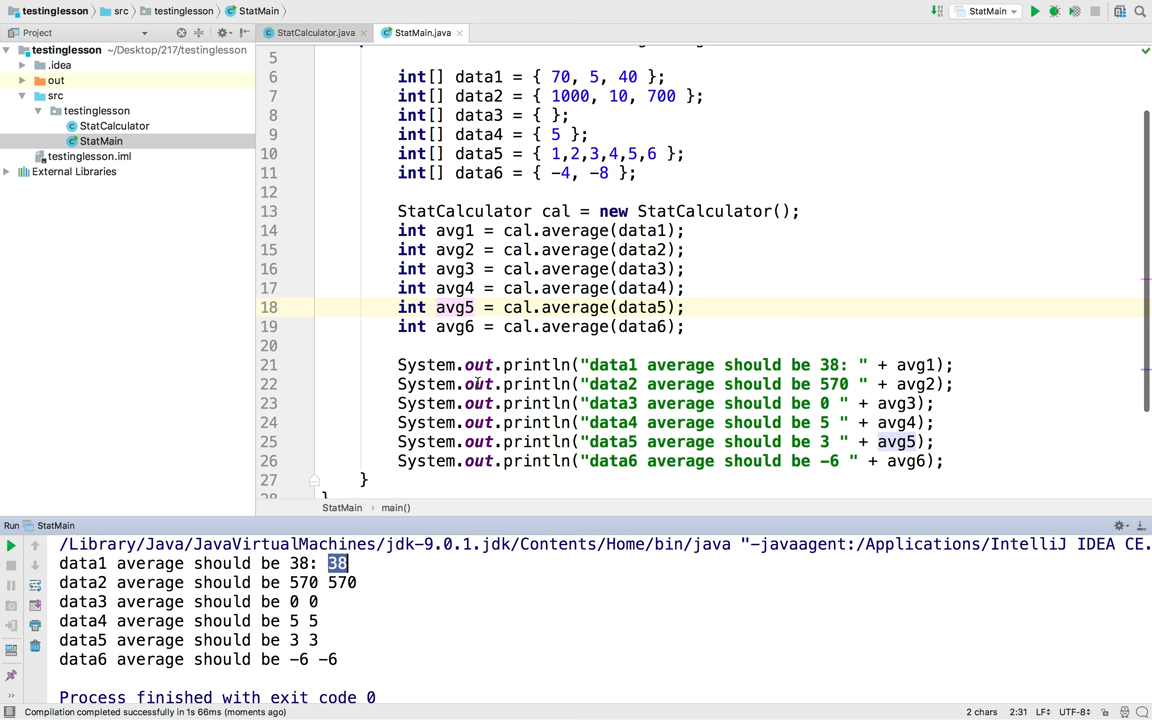 testinglesson src testinglesson StatMain
StatMain
Project
StatCalculator.java StatMain.java
testinglesson ~/Desktop/217/testinglesson
.idea
out
src
testinglesson
StatCalculator
StatMain
testinglesson.iml
External Libraries
5
6 int[] data1 = { 70, 5, 40 };
7 int[] data2 = { 1000, 10, 700 };
8 int[] data3 = { };
9 int[] data4 = { 5 };
10 int[] data5 = { 1,2,3,4,5,6 };
11 int[] data6 = { -4, -8 };
12
13 StatCalculator cal = new StatCalculator();
14 int avg1 = cal.average(data1);
15 int avg2 = cal.average(data2);
16 int avg3 = cal.average(data3);
17 int avg4 = cal.average(data4);
18 int avg5 = cal.average(data5);
19 int avg6 = cal.average(data6);
20
21 System.out.println("data1 average should be 38: " + avg1);
22 System.out.println("data2 average should be 570 " + avg2);
23 System.out.println("data3 average should be 0 " + avg3);
24 System.out.println("data4 average should be 5 " + avg4);
25 System.out.println("data5 average should be 3 " + avg5);
26 System.out.println("data6 average should be -6 " + avg6);
27 }
28 }
StatMain main()
Run StatMain
/Library/Java/JavaVirtualMachines/jdk-9.0.1.jdk/Contents/Home/bin/java "-javaagent:/Applications/IntelliJ IDEA CE.
data1 average should be 38: 38
data2 average should be 570 570
data3 average should be 0 0
data4 average should be 5 5
data5 average should be 3 3
data6 average should be -6 -6
Process finished with exit code 0
Compilation completed successfully in 1s 66ms (moments ago) 2 chars 2:31 LF UTF-8